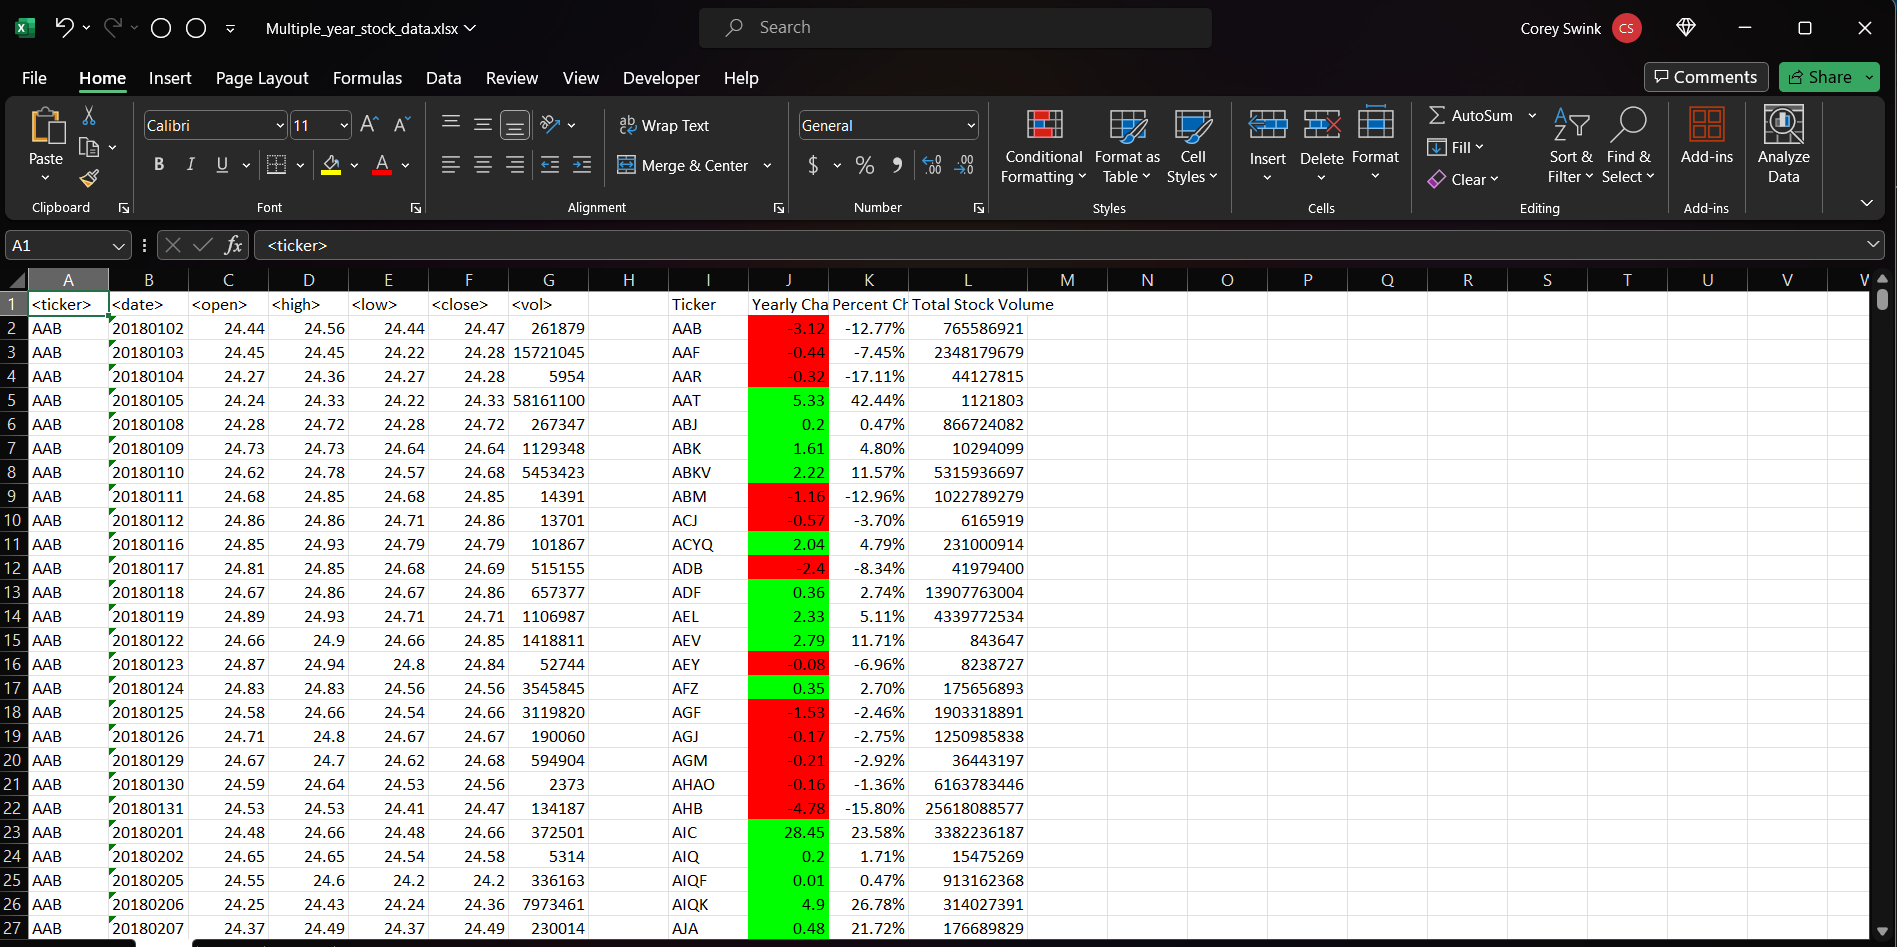 Multiple_year_stock_data.xlsx
Search
Corey Swink
CS
File Home Insert Page Layout Formulas Data Review View Developer Help
Comments
Share
Paste
Clipboard
Calibri 11
B I U A
Font
Wrap Text
Merge & Center
Alignment
General
$ % 9
Number
Conditional Formatting
Format as Table
Cell Styles
Styles
Insert
Delete
Format
Cells
AutoSum
Fill
Clear
Sort & Filter
Find & Select
Editing
Add-ins
Add-ins
Analyze Data
A1 fx <ticker>
A B C D E F G H I J K L M N O P Q R S T U V
1 <ticker> <date> <open> <high> <low> <close> <vol> Ticker Yearly Cha Percent Ch Total Stock Volume
2 AAB 20180102 24.44 24.56 24.44 24.47 261879 AAB -3.12 -12.77% 765586921
3 AAB 20180103 24.45 24.45 24.22 24.28 15721045 AAF -0.44 -7.45% 2348179679
4 AAB 20180104 24.27 24.36 24.27 24.28 5954 AAR -0.32 -17.11% 44127815
5 AAB 20180105 24.24 24.33 24.22 24.33 58161100 AAT 5.33 42.44% 1121803
6 AAB 20180108 24.28 24.72 24.28 24.72 267347 ABJ 0.2 0.47% 866724082
7 AAB 20180109 24.73 24.73 24.64 24.64 1129348 ABK 1.61 4.80% 10294099
8 AAB 20180110 24.62 24.78 24.57 24.68 5453423 ABKV 2.22 11.57% 5315936697
9 AAB 20180111 24.68 24.85 24.68 24.85 14391 ABM -1.16 -12.96% 1022789279
10 AAB 20180112 24.86 24.86 24.71 24.86 13701 ACJ -0.57 -3.70% 6165919
11 AAB 20180116 24.85 24.93 24.79 24.79 101867 ACYQ 2.04 4.79% 231000914
12 AAB 20180117 24.81 24.85 24.68 24.69 515155 ADB -2.4 -8.34% 41979400
13 AAB 20180118 24.67 24.86 24.67 24.86 657377 ADF 0.36 2.74% 13907763004
14 AAB 20180119 24.89 24.93 24.71 24.71 1106987 AEL 2.33 5.11% 4339772534
15 AAB 20180122 24.66 24.9 24.66 24.85 1418811 AEV 2.79 11.71% 843647
16 AAB 20180123 24.87 24.94 24.8 24.84 52744 AEY -0.08 -6.96% 8238727
17 AAB 20180124 24.83 24.83 24.56 24.56 3545845 AFZ 0.35 2.70% 175656893
18 AAB 20180125 24.58 24.66 24.54 24.66 3119820 AGF -1.53 -2.46% 1903318891
19 AAB 20180126 24.71 24.8 24.67 24.67 190060 AGJ -0.17 -2.75% 1250985838
20 AAB 20180129 24.67 24.7 24.62 24.68 594904 AGM -0.21 -2.92% 36443197
21 AAB 20180130 24.59 24.64 24.53 24.56 2373 AHAO -0.16 -1.36% 6163783446
22 AAB 20180131 24.53 24.53 24.41 24.47 134187 AHB -4.78 -15.80% 25618088577
23 AAB 20180201 24.48 24.66 24.48 24.66 372501 AIC 28.45 23.58% 3382236187
24 AAB 20180202 24.65 24.65 24.54 24.58 5314 AIQ 0.2 1.71% 15475269
25 AAB 20180205 24.55 24.6 24.2 24.2 336163 AIQF 0.01 0.47% 913162368
26 AAB 20180206 24.25 24.43 24.24 24.36 7973461 AIQK 4.9 26.78% 314027391
27 AAB 20180207 24.37 24.49 24.37 24.49 230014 AJA 0.48 21.72% 176689829